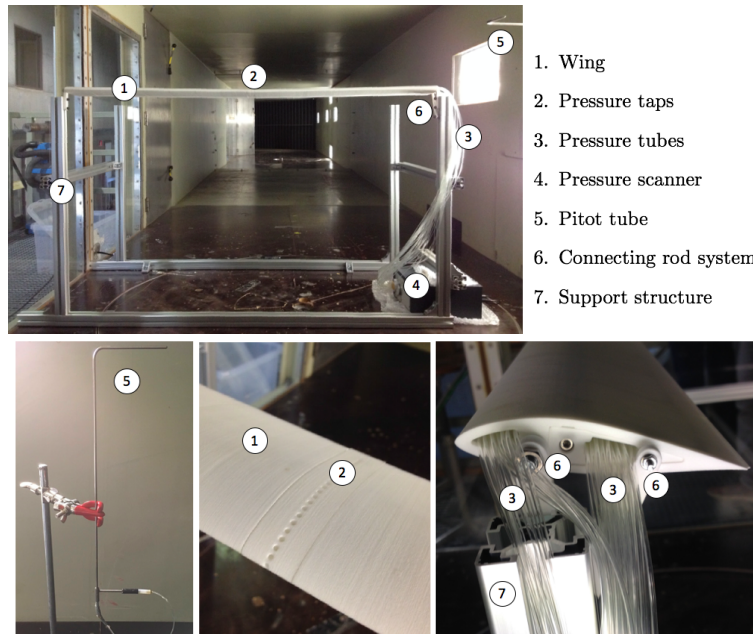 1. Wing
2. Pressure taps
3. Pressure tubes
4. Pressure scanner
5. Pitot tube
6. Connecting rod system
7. Support structure
1
2
5
6
3
7
4
5
1
2
6
3
3
6
7